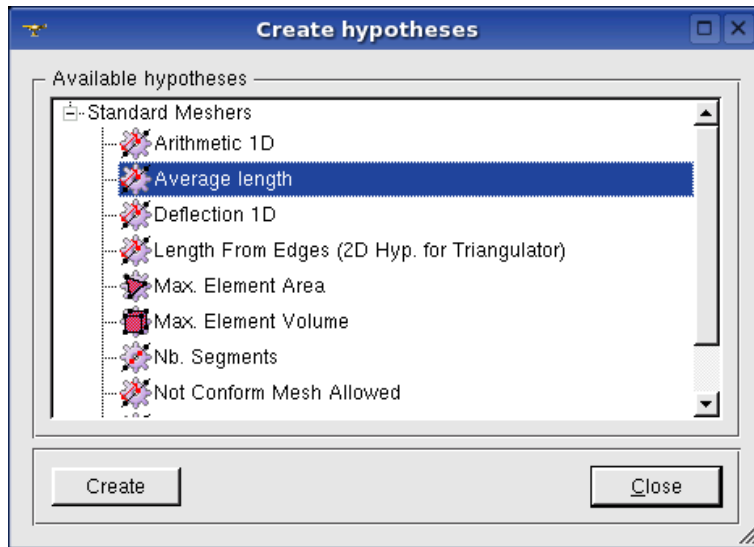 Create hypotheses
Available hypotheses
Standard Meshers
Arithmetic 1D
Average length
Deflection 1D
Length From Edges (2D Hyp. for Triangulator)
Max. Element Area
Max. Element Volume
Nb. Segments
Not Conform Mesh Allowed
Create
Close